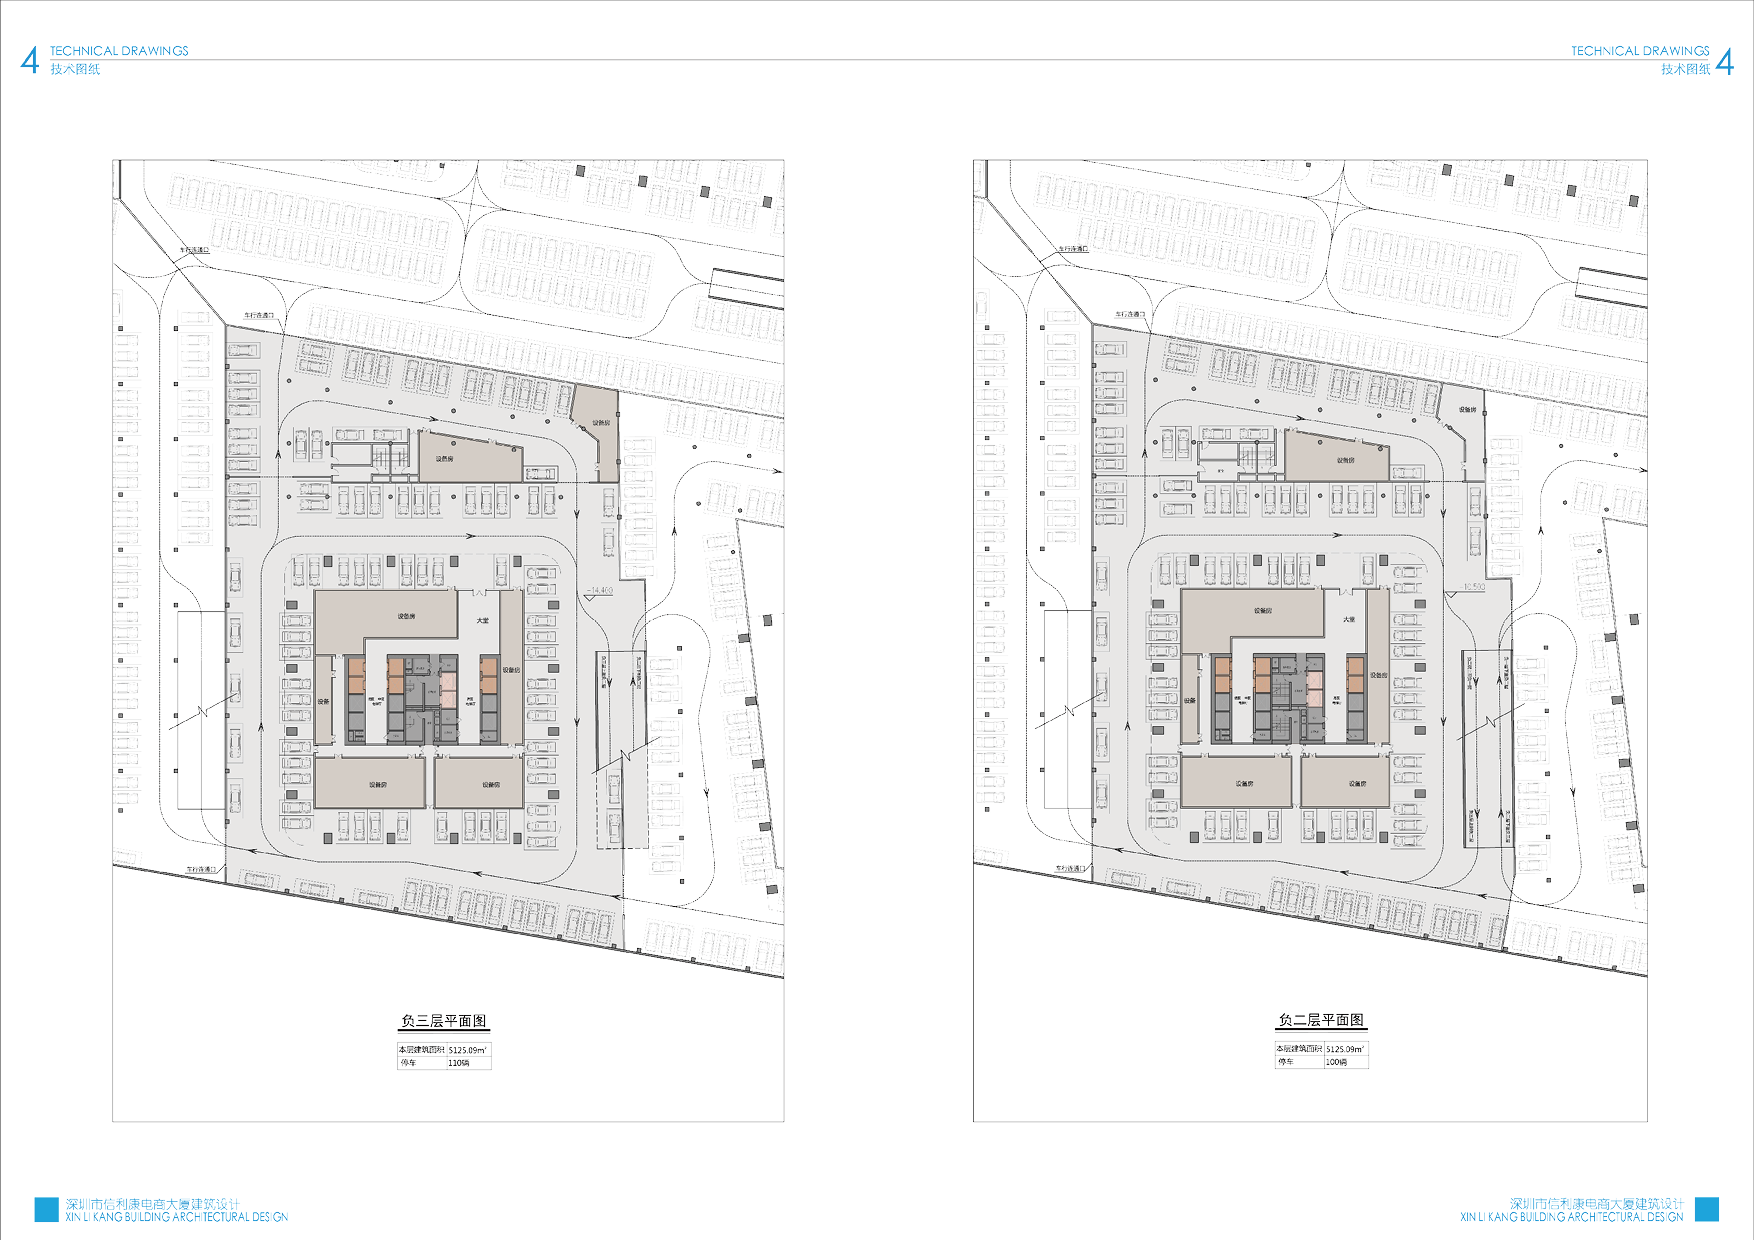 4
TECHNICAL DRAWINGS
技术图纸
TECHNICAL DRAWINGS
技术图纸
4
车行连通口
车行连通口
设备房
设备房
-14.400
设备房
大堂
设备房
设备
设备房
设备房
车行连通口
负三层平面图
本层建筑面积 5125.09m²
停车 110辆
车行连通口
车行连通口
设备房
设备房
-10.500
设备房
大堂
设备房
设备
设备房
设备房
车行连通口
负二层平面图
本层建筑面积 5125.09m²
停车 100辆
深圳市信利康电商大厦建筑设计
XIN LI KANG BUILDING ARCHITECTURAL DESIGN
深圳市信利康电商大厦建筑设计
XIN LI KANG BUILDING ARCHITECTURAL DESIGN